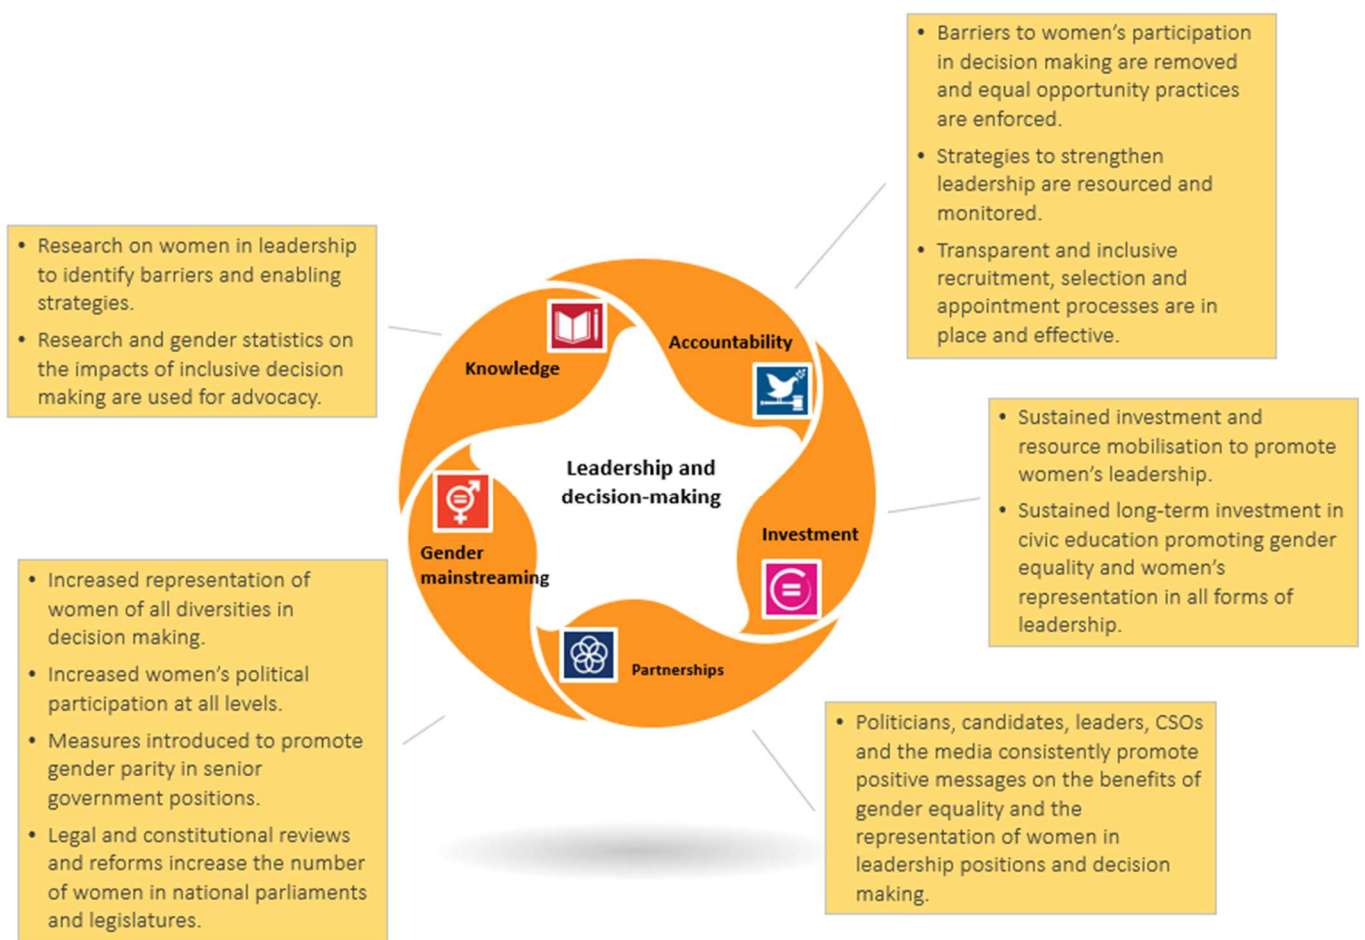 • Barriers to women’s participation
in decision making are removed
and equal opportunity practices
are enforced.
• Strategies to strengthen
leadership are resourced and
monitored.
• Transparent and inclusive
recruitment, selection and
appointment processes are in
place and effective.
• Research on women in leadership
to identify barriers and enabling
strategies.
• Research and gender statistics on
the impacts of inclusive decision
making are used for advocacy.
Knowledge
Accountability
Leadership and
decision-making
Investment
Gender
mainstreaming
Partnerships
• Sustained investment and
resource mobilisation to promote
women’s leadership.
• Sustained long-term investment in
civic education promoting gender
equality and women’s
representation in all forms of
leadership.
• Increased representation of
women of all diversities in
decision making.
• Increased women’s political
participation at all levels.
• Measures introduced to promote
gender parity in senior
government positions.
• Legal and constitutional reviews
and reforms increase the number
of women in national parliaments
and legislatures.
• Politicians, candidates, leaders, CSOs
and the media consistently promote
positive messages on the benefits of
gender equality and the
representation of women in
leadership positions and decision
making.